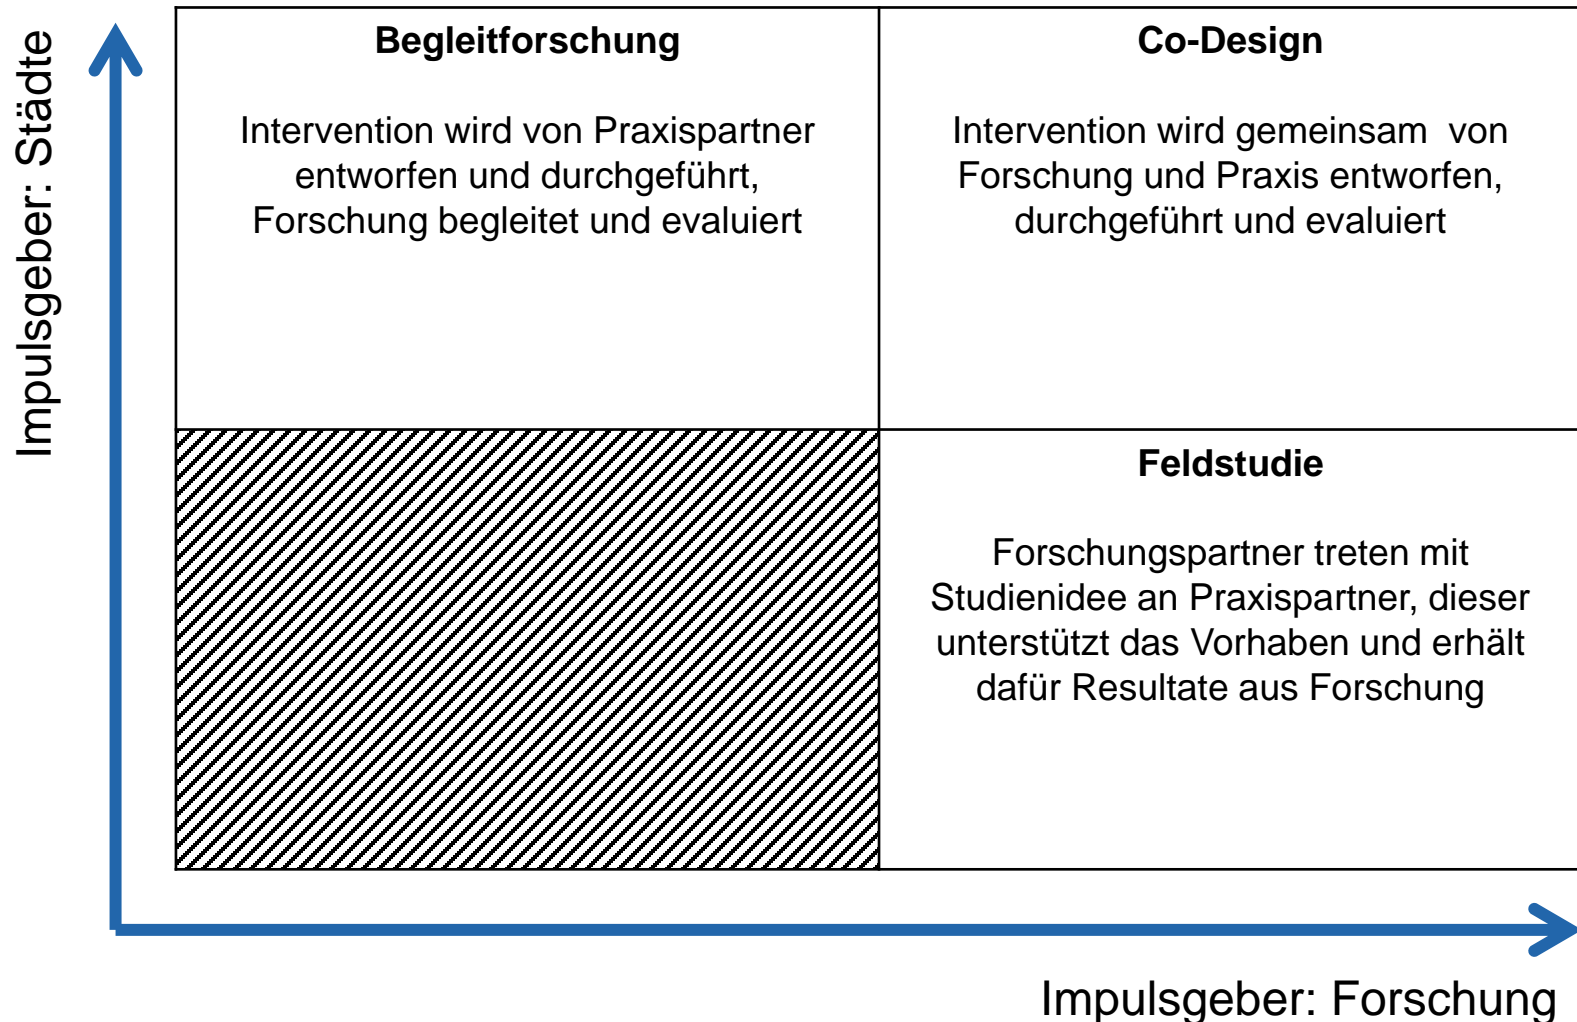 Impulsgeber: Städte
Begleitforschung
Intervention wird von Praxispartner
entworfen und durchgeführt,
Forschung begleitet und evaluiert
Co-Design
Intervention wird gemeinsam  von
Forschung und Praxis entworfen,
durchgeführt und evaluiert
Feldstudie
Forschungspartner treten mit
Studienidee an Praxispartner, dieser
unterstützt das Vorhaben und erhält
dafür Resultate aus Forschung
Impulsgeber: Forschung